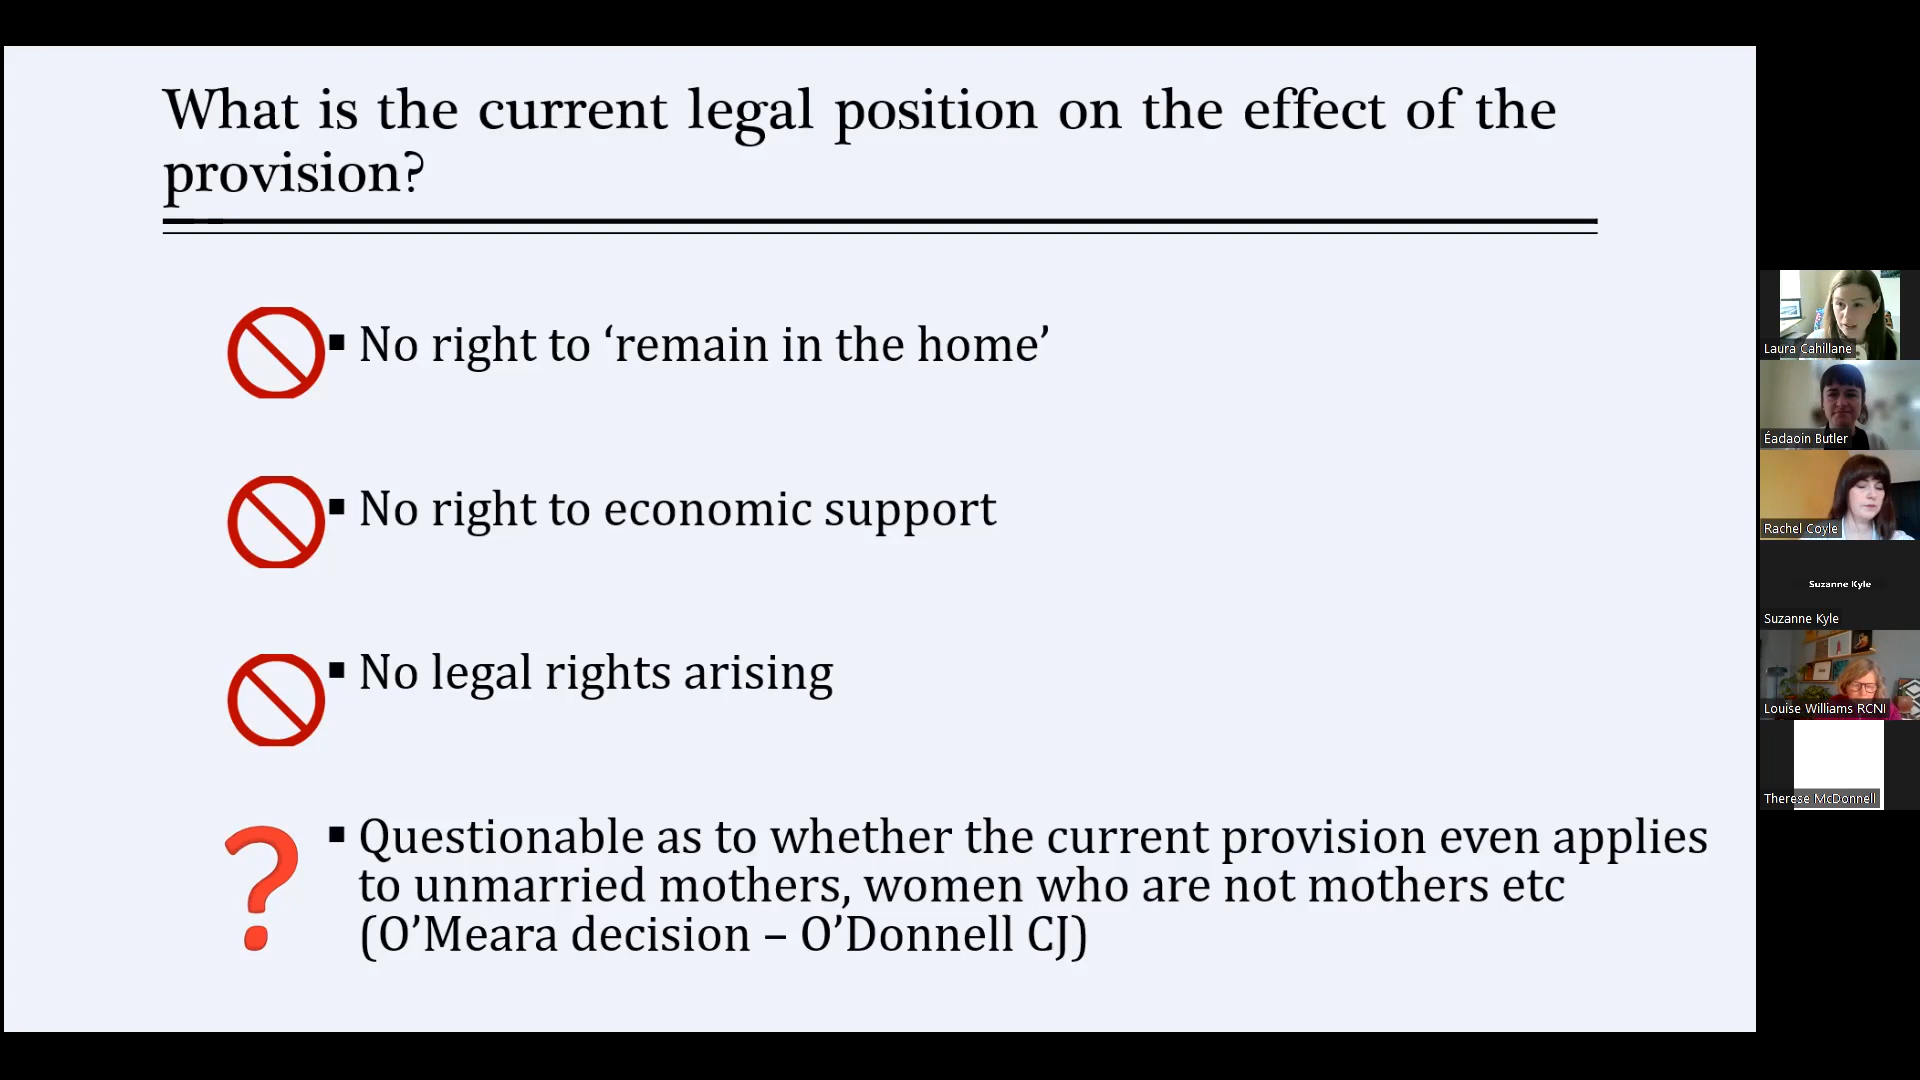 What is the current legal position on the effect of the
provision?
▪ No right to ‘remain in the home’
▪ No right to economic support
▪ No legal rights arising
▪ Questionable as to whether the current provision even applies
to unmarried mothers, women who are not mothers etc
(O’Meara decision – O’Donnell CJ)
Laura Cahillane
Éadaoin Butler
Rachel Coyle
Suzanne Kyle
Suzanne Kyle
Louise Williams RCNI
Therese McDonnell